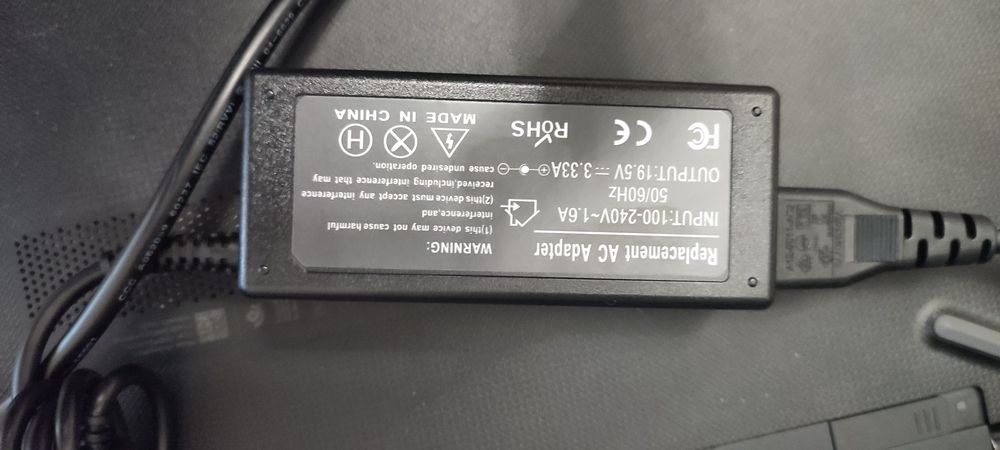 Replacement AC Adapter
INPUT:100-240V~1.6A
50/60Hz
OUTPUT:19.5V 3.33A
FC CE RoHS
WARNING:
(1)this device may not cause harmful
interference,and
(2)this device must accept any interference
received,including interference that may
cause undesired operation.
H
MADE IN CHINA